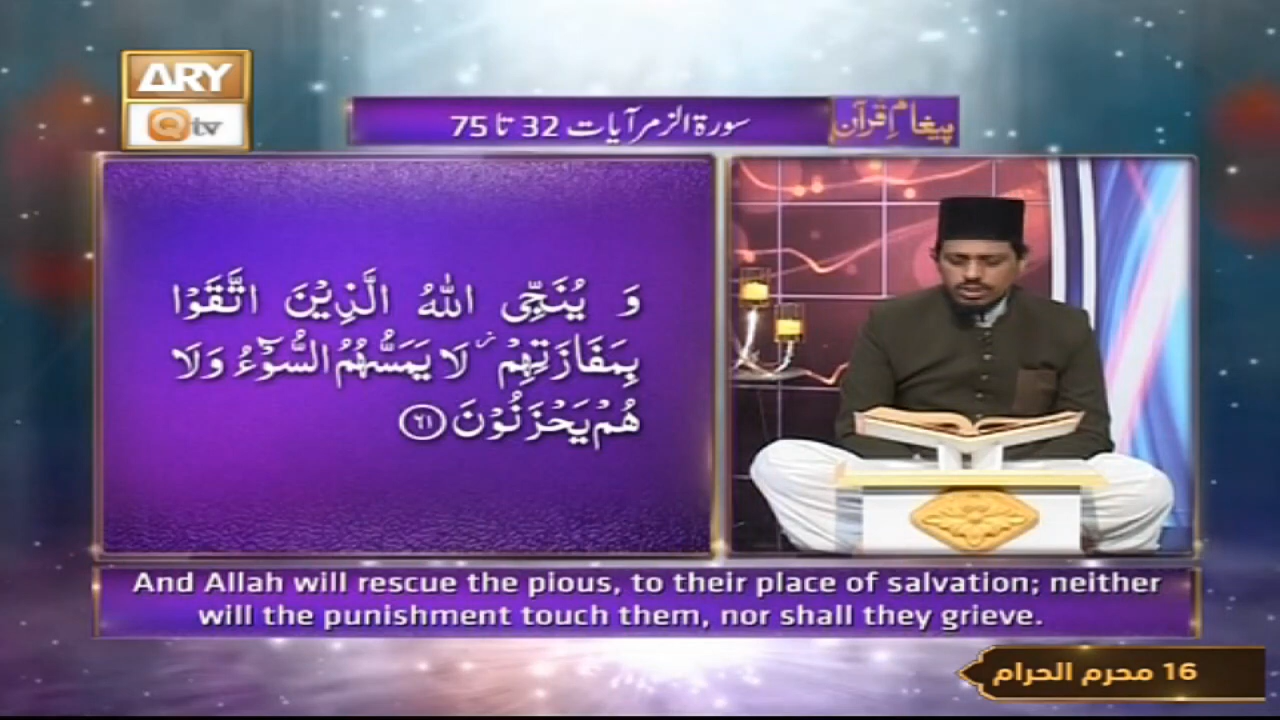 ARY
Qtv
پیغامِ قرآن
سورۃ الزمر آیات 32 تا 75
وَ یُنَجِّی اللّٰهُ الَّذِیْنَ اتَّقَوْا
بِمَفَازَتِهِمْ ؗ لَا یَمَسُّهُمُ السُّوْٓءُ وَلَا
هُمْ یَحْزَنُوْنَ ﴿٦١﴾
And Allah will rescue the pious, to their place of salvation; neither
will the punishment touch them, nor shall they grieve.
16 محرم الحرام